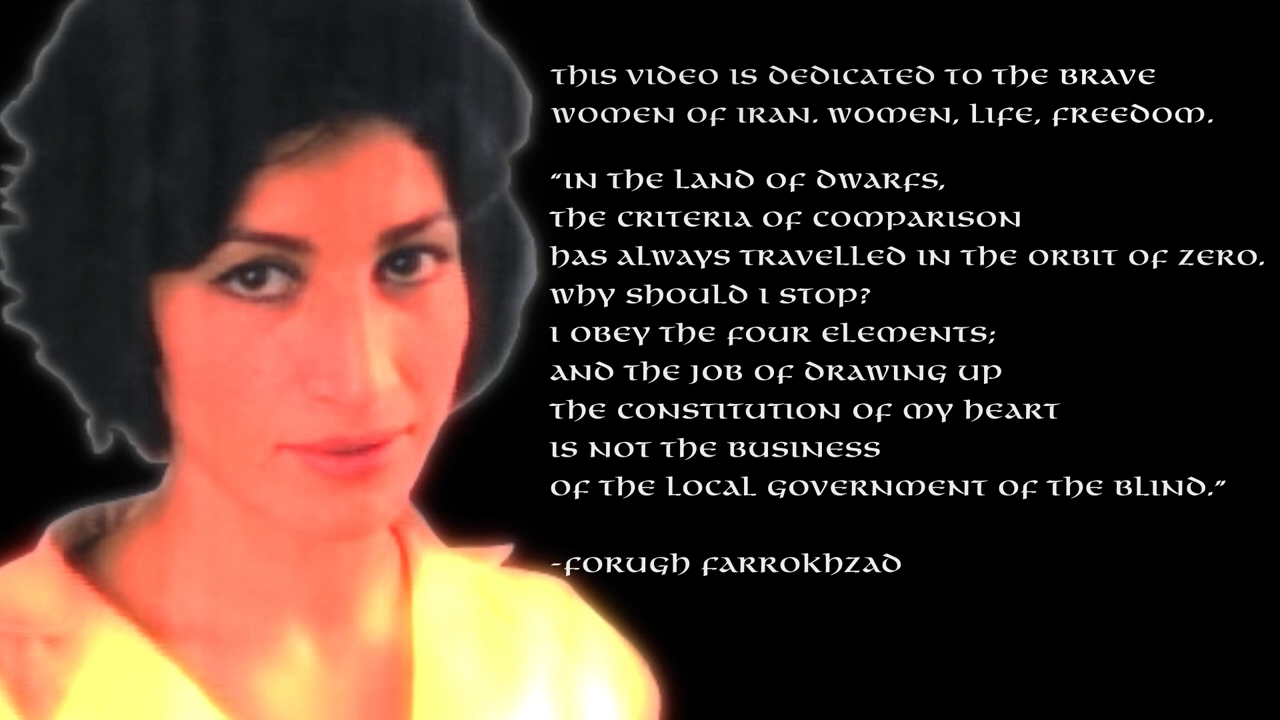 This video is dedicated to the brave
women of Iran. Women, Life, Freedom.
“In the land of dwarfs,
the criteria of comparison
has always travelled in the orbit of zero.
Why should I stop?
I obey the four elements;
and the job of drawing up
the constitution of my heart
is not the business
of the local government of the blind.”
-Forugh Farrokhzad